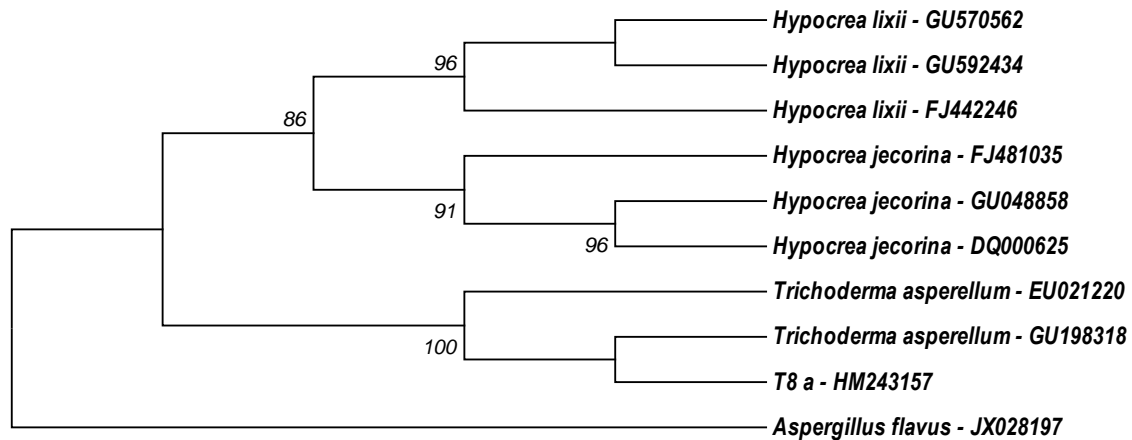 Hypocrea lixii - GU570562
96
Hypocrea lixii - GU592434
Hypocrea lixii - FJ442246
86
Hypocrea jecorina - FJ481035
91
Hypocrea jecorina - GU048858
96
Hypocrea jecorina - DQ000625
Trichoderma asperellum - EU021220
100
Trichoderma asperellum - GU198318
T8 a - HM243157
Aspergillus flavus - JX028197